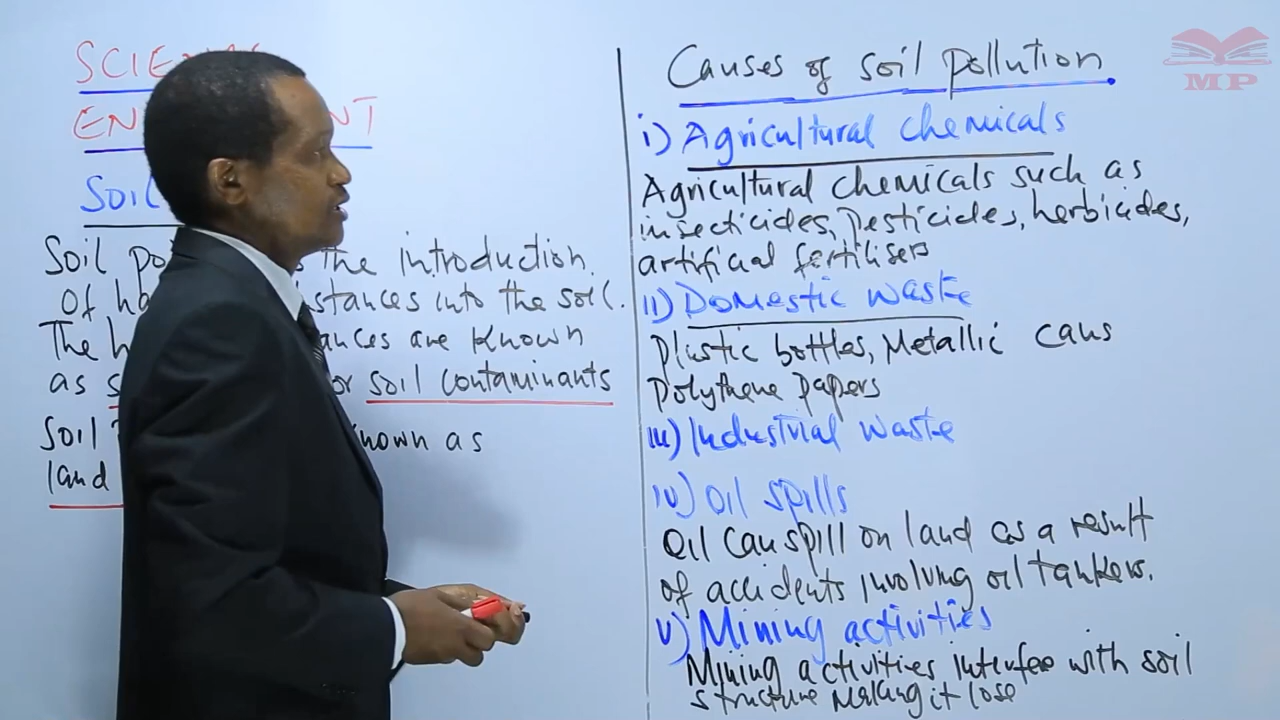 SCIEN
EN NT
SOIL
Soil po the introduction
Of ha stances into the soil.
The h ances are known
as s or soil contaminants
Soil nown as
land
Causes of soil pollution
i) Agricultural chemicals
Agricultural chemicals such as
insecticides, pesticides, herbicides,
artificial fertilisers
ii) Domestic waste
Plastic bottles, Metallic cans
Polythene papers
iii) Industrial waste
iv) Oil spills
Oil can spill on land as a result
of accidents involving oil tankers.
v) Mining activities
Mining activities interfere with soil
structure making it lose
MP